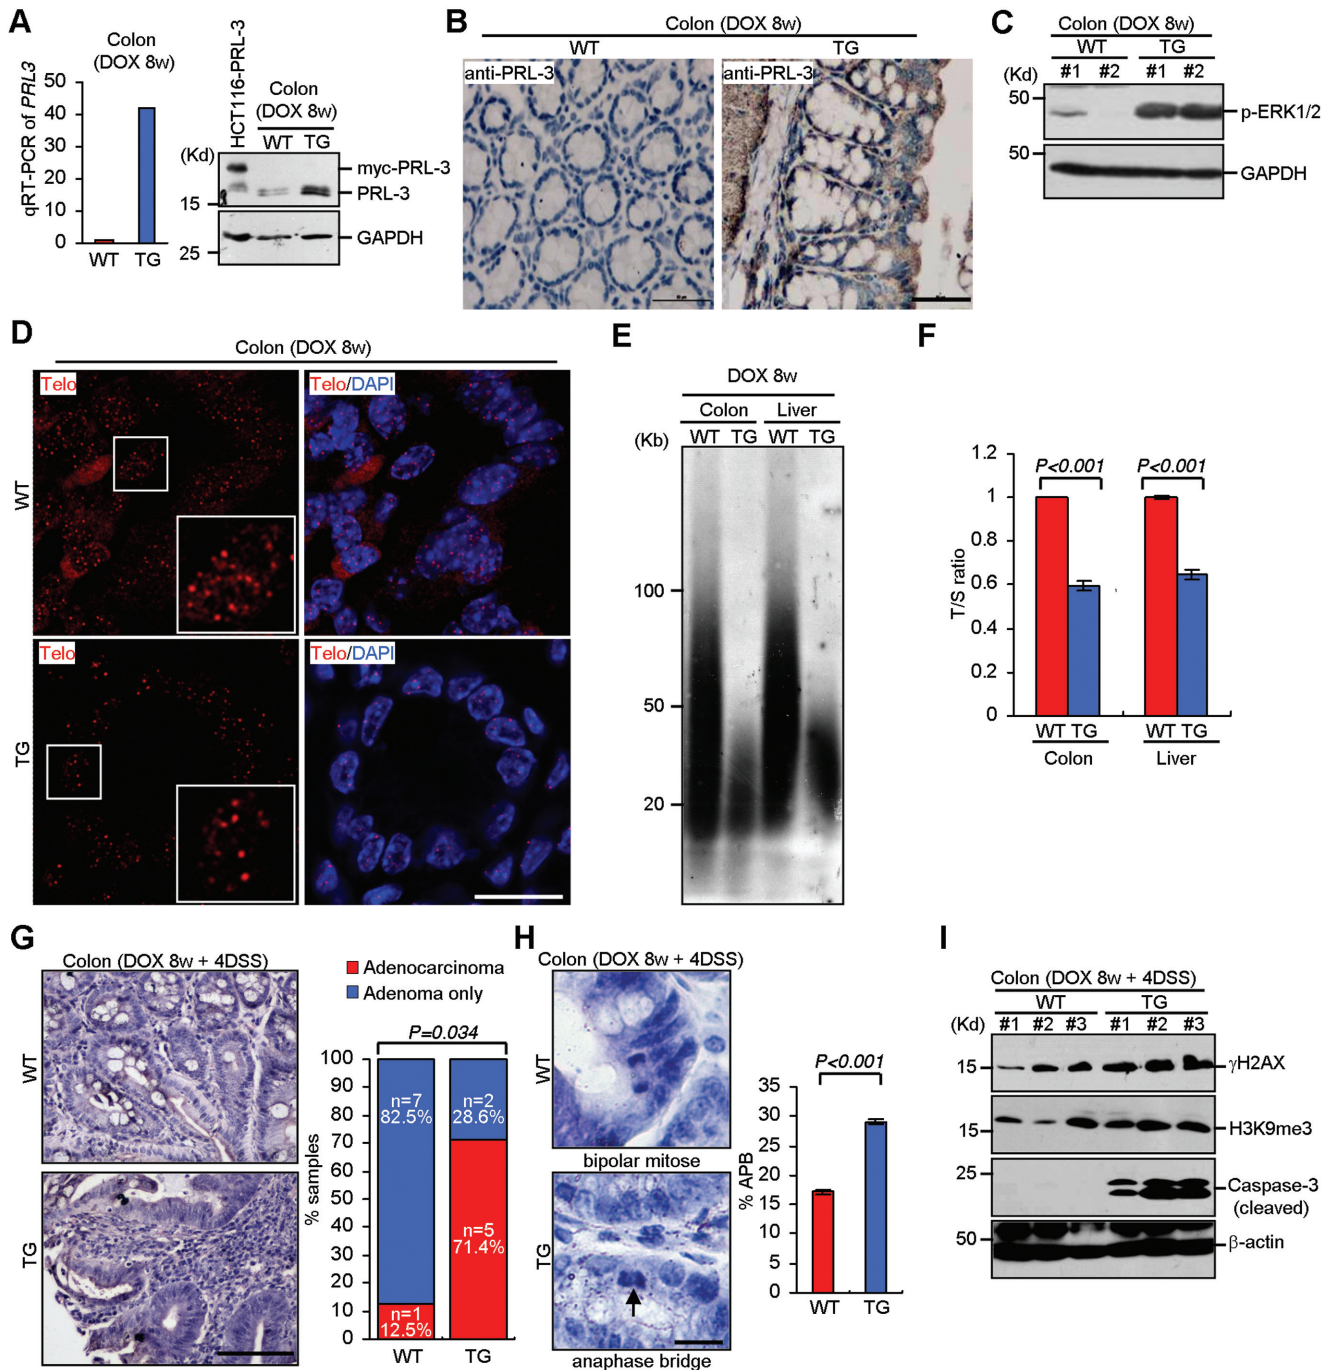 A
Colon
(DOX 8w)
qRT-PCR of PRL3
50
40
30
20
10
0
WT TG
HCT116-PRL-3
Colon
(DOX 8w)
WT TG
(Kd)
myc-PRL-3
PRL-3
15
GAPDH
25
B
Colon (DOX 8w)
WT TG
anti-PRL-3 anti-PRL-3
C
Colon (DOX 8w)
WT TG
(Kd) #1 #2 #1 #2
50
p-ERK1/2
50
GAPDH
D
Colon (DOX 8w)
WT
Telo Telo/DAPI
TG
Telo Telo/DAPI
E
DOX 8w
Colon Liver
(Kb) WT TG WT TG
100
50
20
F
T/S ratio
1.2
1
0.8
0.6
0.4
0.2
0
P<0.001 P<0.001
WT TG WT TG
Colon Liver
G
Colon (DOX 8w + 4DSS)
WT
TG
Adenocarcinoma
Adenoma only
P=0.034
% samples
100
90
80
70
60
50
40
30
20
10
0
n=7
82.5%
n=2
28.6%
n=5
71.4%
n=1
12.5%
WT TG
H
Colon (DOX 8w + 4DSS)
WT
bipolar mitose
TG
anaphase bridge
P<0.001
% APB
35
30
25
20
15
10
5
0
WT TG
I
Colon (DOX 8w + 4DSS)
WT TG
(Kd) #1 #2 #3 #1 #2 #3
15
γH2AX
15
H3K9me3
25
Caspase-3
(cleaved)
50
β-actin